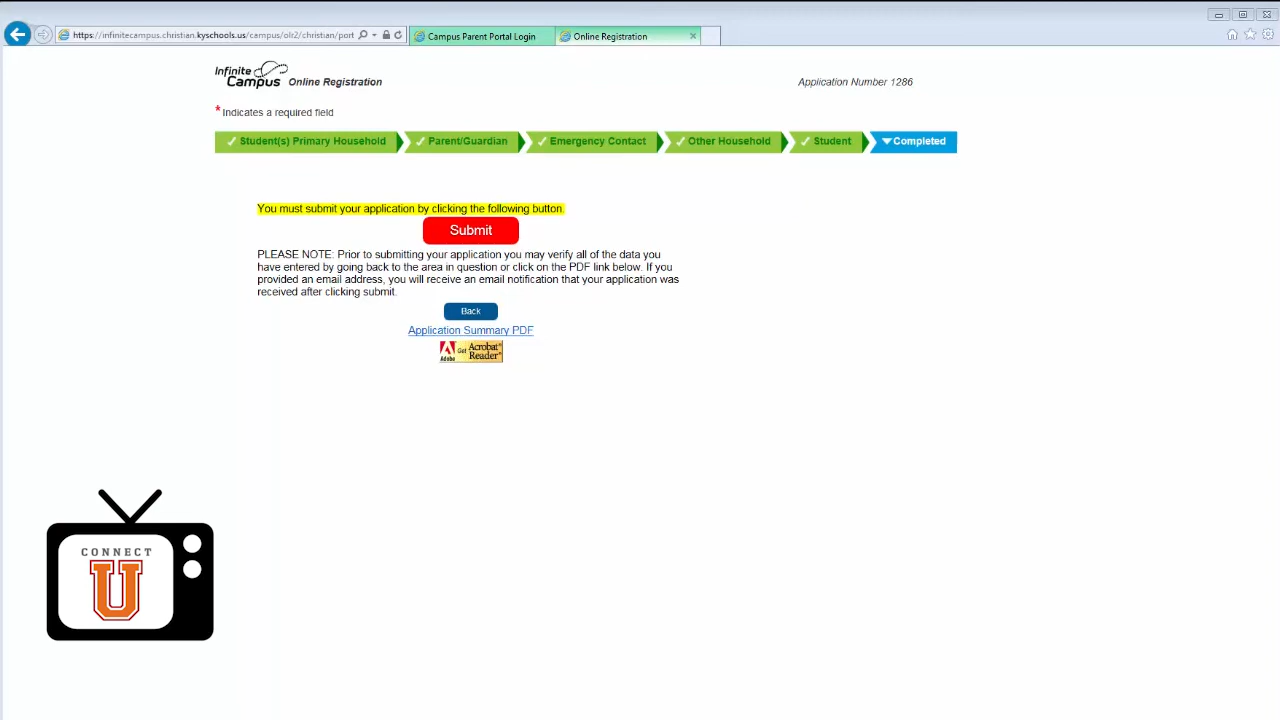 https://infinitecampus.christian.kyschools.us/campus/olr2/christian/port
Campus Parent Portal Login
Online Registration
Infinite Campus Online Registration
Application Number 1286
* Indicates a required field
Student(s) Primary Household
Parent/Guardian
Emergency Contact
Other Household
Student
Completed
You must submit your application by clicking the following button.
Submit
PLEASE NOTE: Prior to submitting your application you may verify all of the data you
have entered by going back to the area in question or click on the PDF link below. If you
provided an email address, you will receive an email notification that your application was
received after clicking submit.
Back
Application Summary PDF
Adobe Get Acrobat® Reader®
CONNECT
U